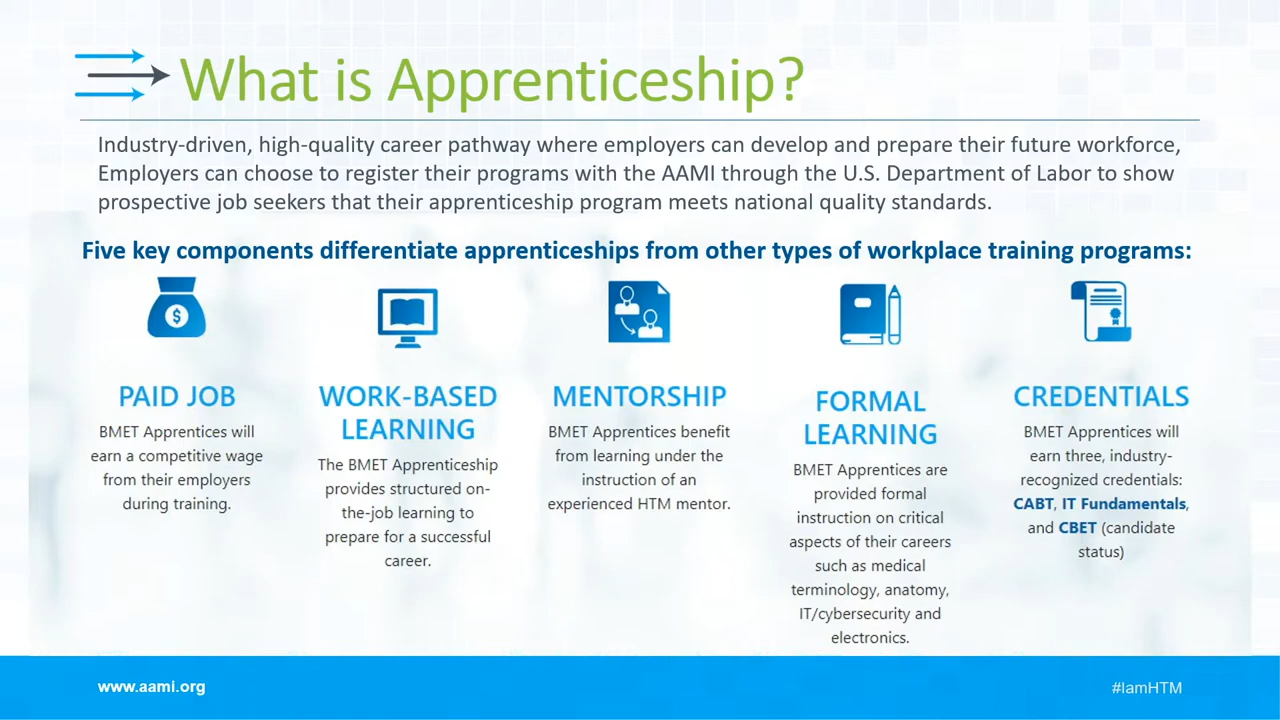 What is Apprenticeship?
Industry-driven, high-quality career pathway where employers can develop and prepare their future workforce,
Employers can choose to register their programs with the AAMI through the U.S. Department of Labor to show
prospective job seekers that their apprenticeship program meets national quality standards.
Five key components differentiate apprenticeships from other types of workplace training programs:
$
PAID JOB
BMET Apprentices will
earn a competitive wage
from their employers
during training.
WORK-BASED
LEARNING
The BMET Apprenticeship
provides structured on-
the-job learning to
prepare for a successful
career.
MENTORSHIP
BMET Apprentices benefit
from learning under the
instruction of an
experienced HTM mentor.
FORMAL
LEARNING
BMET Apprentices are
provided formal
instruction on critical
aspects of their careers
such as medical
terminology, anatomy,
IT/cybersecurity and
electronics.
CREDENTIALS
BMET Apprentices will
earn three, industry-
recognized credentials:
CABT, IT Fundamentals,
and CBET (candidate
status)
www.aami.org
#IamHTM